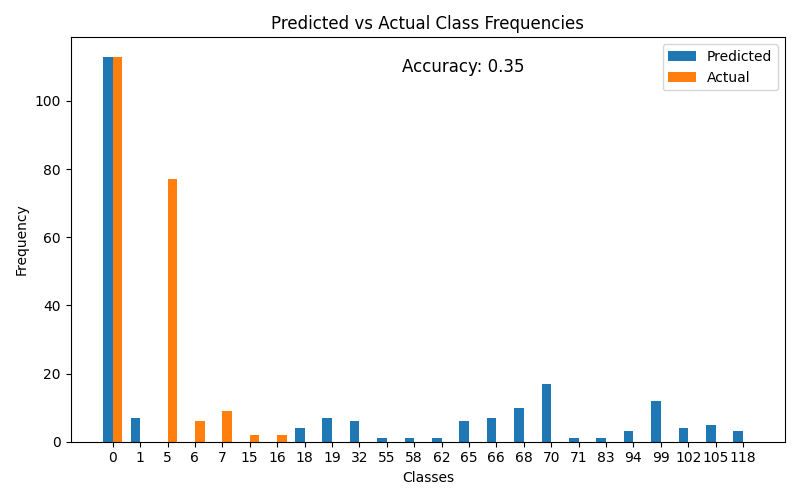 Predicted vs Actual Class Frequencies
Accuracy: 0.35
Predicted
Actual
Frequency
100
80
60
40
20
0
0 1 5 6 7 15 16 18 19 32 55 58 62 65 66 68 70 71 83 94 99 102 105 118
Classes